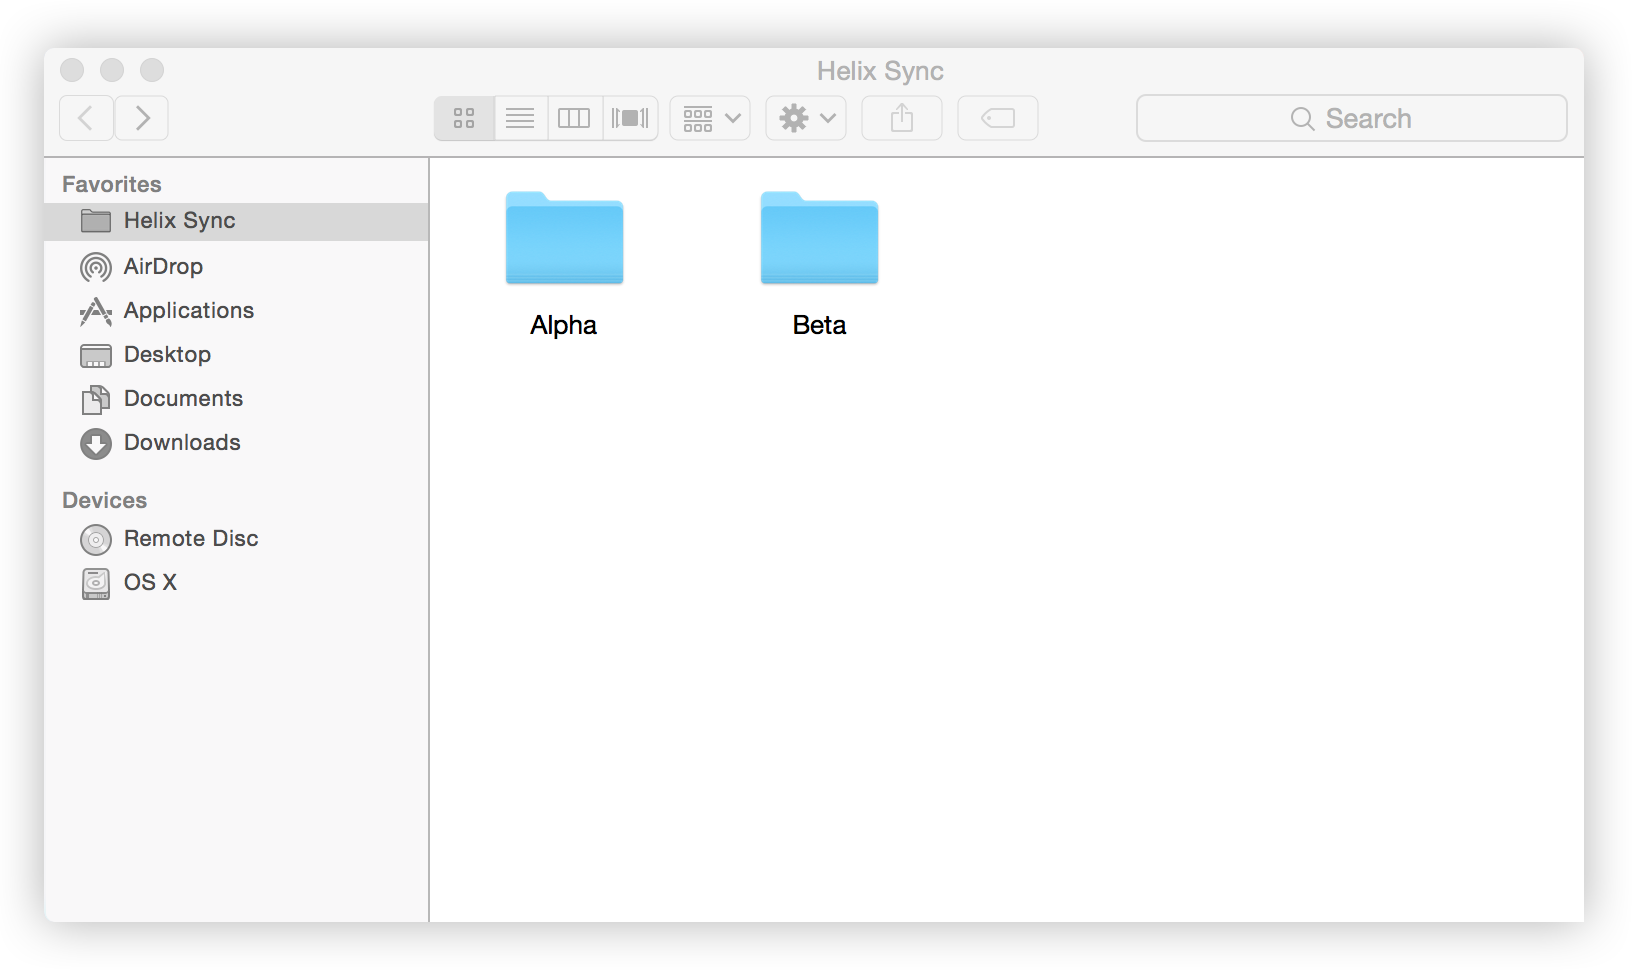 Helix Sync
Search
Favorites
Helix Sync
AirDrop
Applications
Desktop
Documents
Downloads
Devices
Remote Disc
OS X
Alpha
Beta